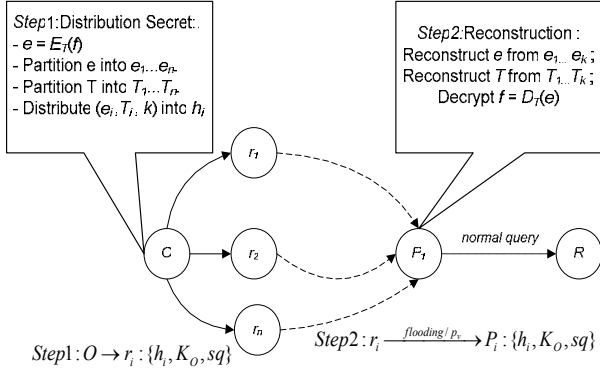 Step1:Distribution Secret:
- e = E_T(f)
- Partition e into e_1...e_n.
- Partition T into T_1...T_n.
- Distribute (e_i, T_i, k) into h_i
Step2:Reconstruction :
Reconstruct e from e_1... e_k ;
Reconstruct T from T_1...T_k ;
Decrypt f = D_T(e)
r_1
C
r_2
P_1
normal query
R
r_n
Step1 : O → r_i : {h_i, K_O, sq}
Step2 : r_i flooding/ p_v → P_i : {h_i, K_O, sq}